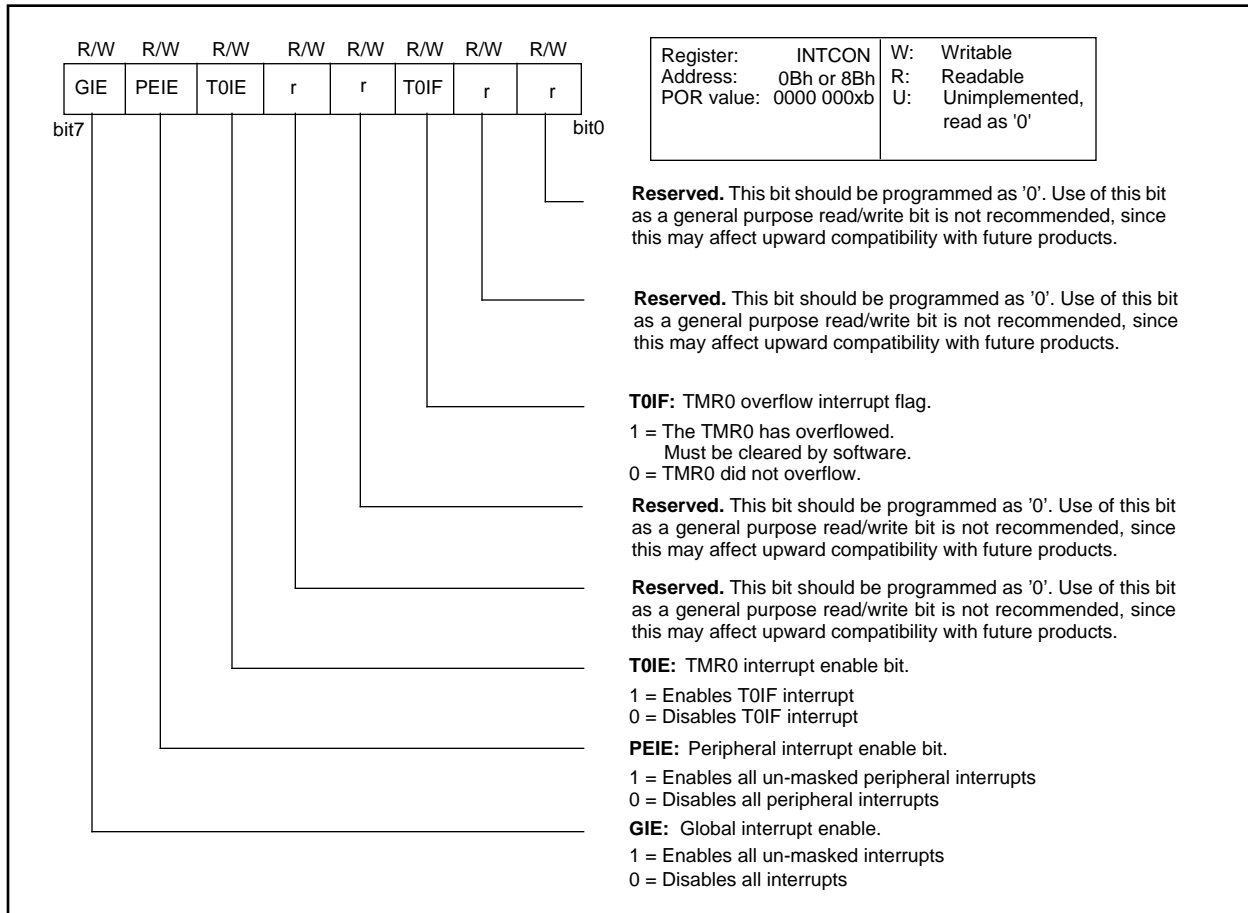 R/W R/W R/W R/W R/W R/W R/W R/W
GIE PEIE T0IE r r T0IF r r
bit7 bit0
Register: INTCON
Address: 0Bh or 8Bh
POR value: 0000 000xb
W: Writable
R: Readable
U: Unimplemented,
read as '0'
Reserved. This bit should be programmed as '0'. Use of this bit
as a general purpose read/write bit is not recommended, since
this may affect upward compatibility with future products.
Reserved. This bit should be programmed as '0'. Use of this bit
as a general purpose read/write bit is not recommended, since
this may affect upward compatibility with future products.
T0IF: TMR0 overflow interrupt flag.
1 = The TMR0 has overflowed.
Must be cleared by software.
0 = TMR0 did not overflow.
Reserved. This bit should be programmed as '0'. Use of this bit
as a general purpose read/write bit is not recommended, since
this may affect upward compatibility with future products.
Reserved. This bit should be programmed as '0'. Use of this bit
as a general purpose read/write bit is not recommended, since
this may affect upward compatibility with future products.
T0IE: TMR0 interrupt enable bit.
1 = Enables T0IF interrupt
0 = Disables T0IF interrupt
PEIE: Peripheral interrupt enable bit.
1 = Enables all un-masked peripheral interrupts
0 = Disables all peripheral interrupts
GIE: Global interrupt enable.
1 = Enables all un-masked interrupts
0 = Disables all interrupts